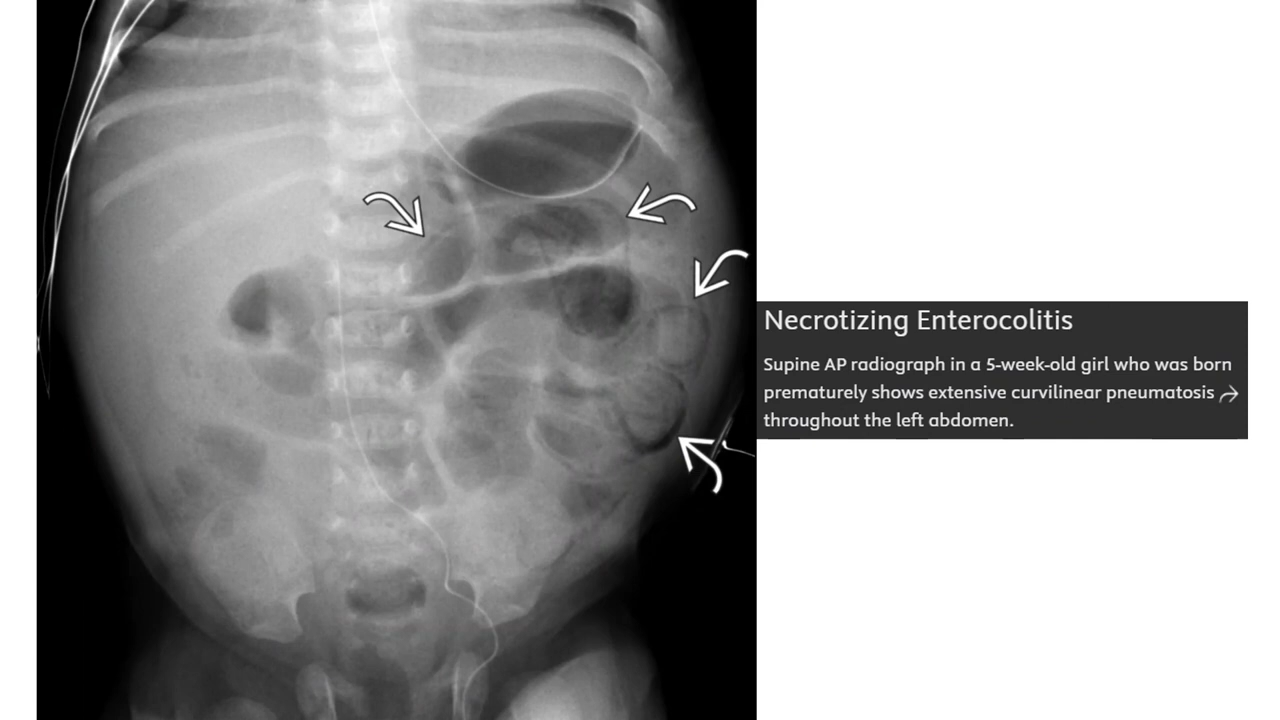 Necrotizing Enterocolitis
Supine AP radiograph in a 5-week-old girl who was born
prematurely shows extensive curvilinear pneumatosis
throughout the left abdomen.